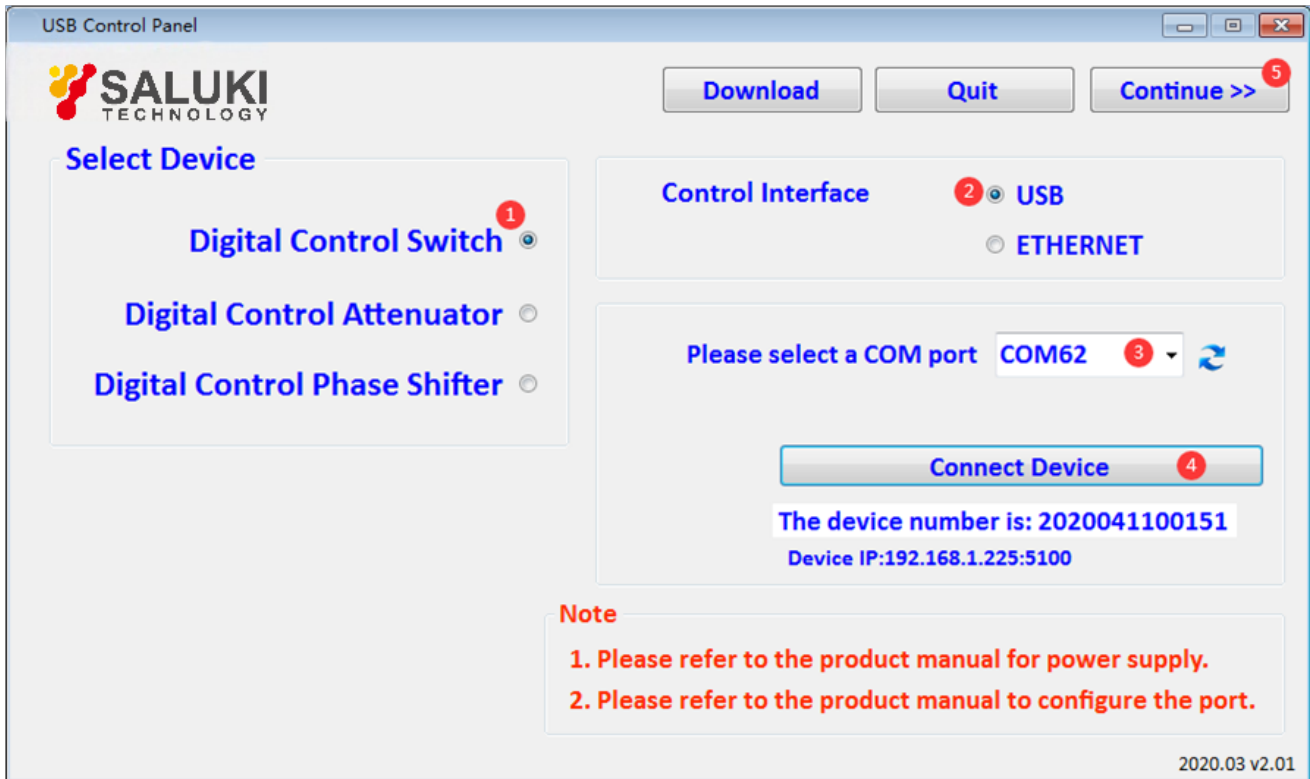 USB Control Panel
SALUKI
TECHNOLOGY
Download
Quit
Continue >>
5
Select Device
1
Digital Control Switch
Digital Control Attenuator
Digital Control Phase Shifter
Control Interface
2
USB
ETHERNET
Please select a COM port
COM62
3
Connect Device
4
The device number is: 2020041100151
Device IP:192.168.1.225:5100
Note
1. Please refer to the product manual for power supply.
2. Please refer to the product manual to configure the port.
2020.03 v2.01